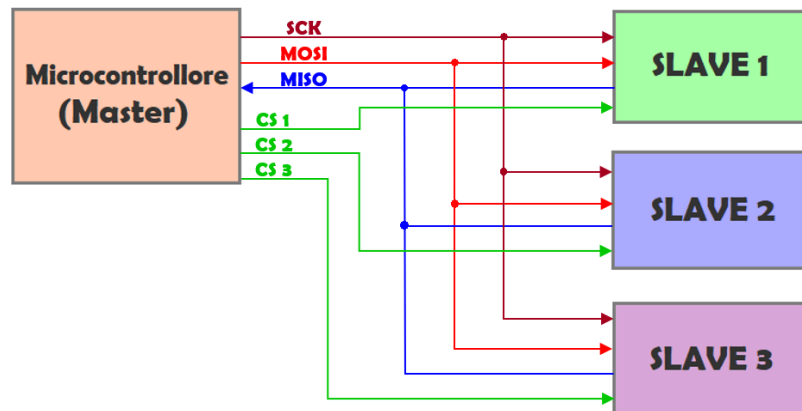 SCK
MOSI
MISO
Microcontrollore
(Master)
CS 1
CS 2
CS 3
SLAVE 1
SLAVE 2
SLAVE 3